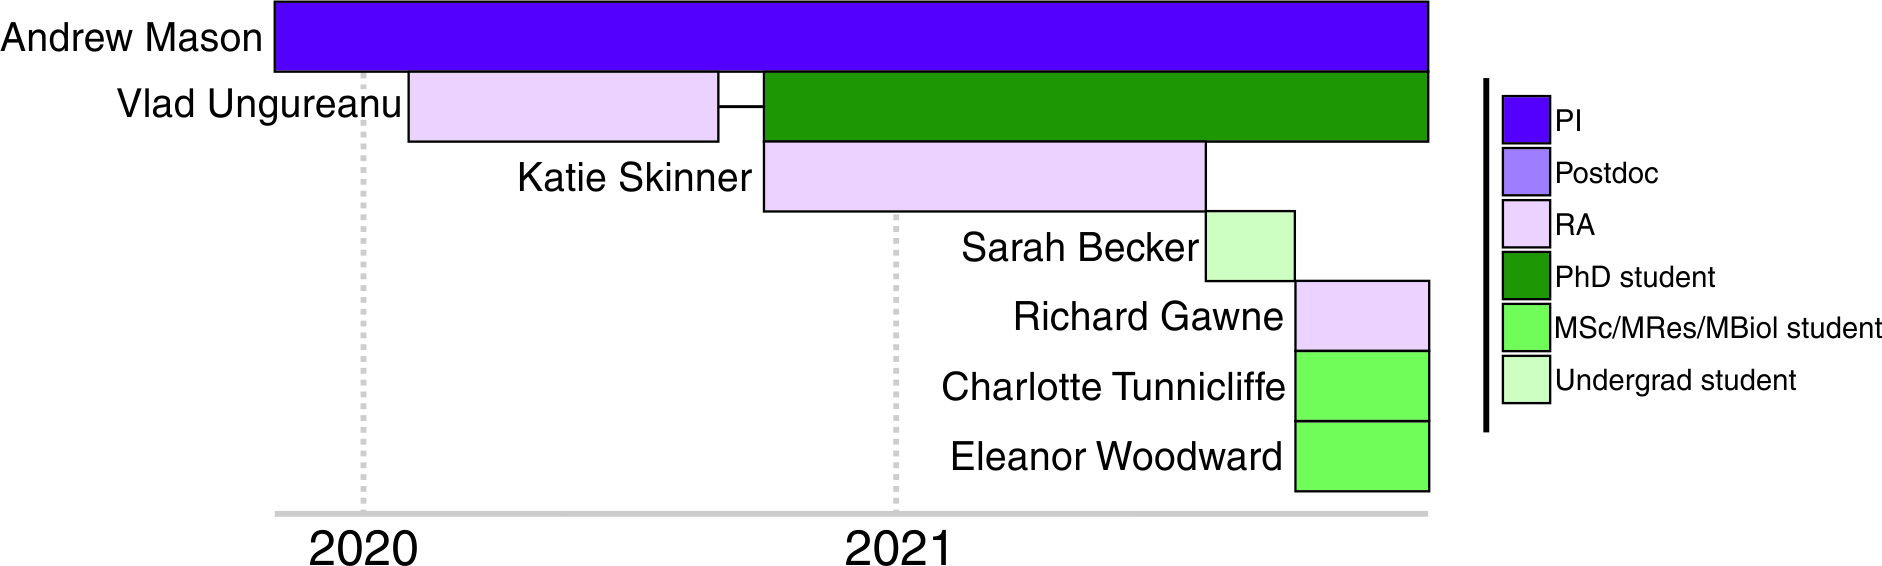 Andrew Mason
Vlad Ungureanu
Katie Skinner
Sarah Becker
Richard Gawne
Charlotte Tunnicliffe
Eleanor Woodward
2020 2021
PI
Postdoc
RA
PhD student
MSc/MRes/MBiol student
Undergrad student